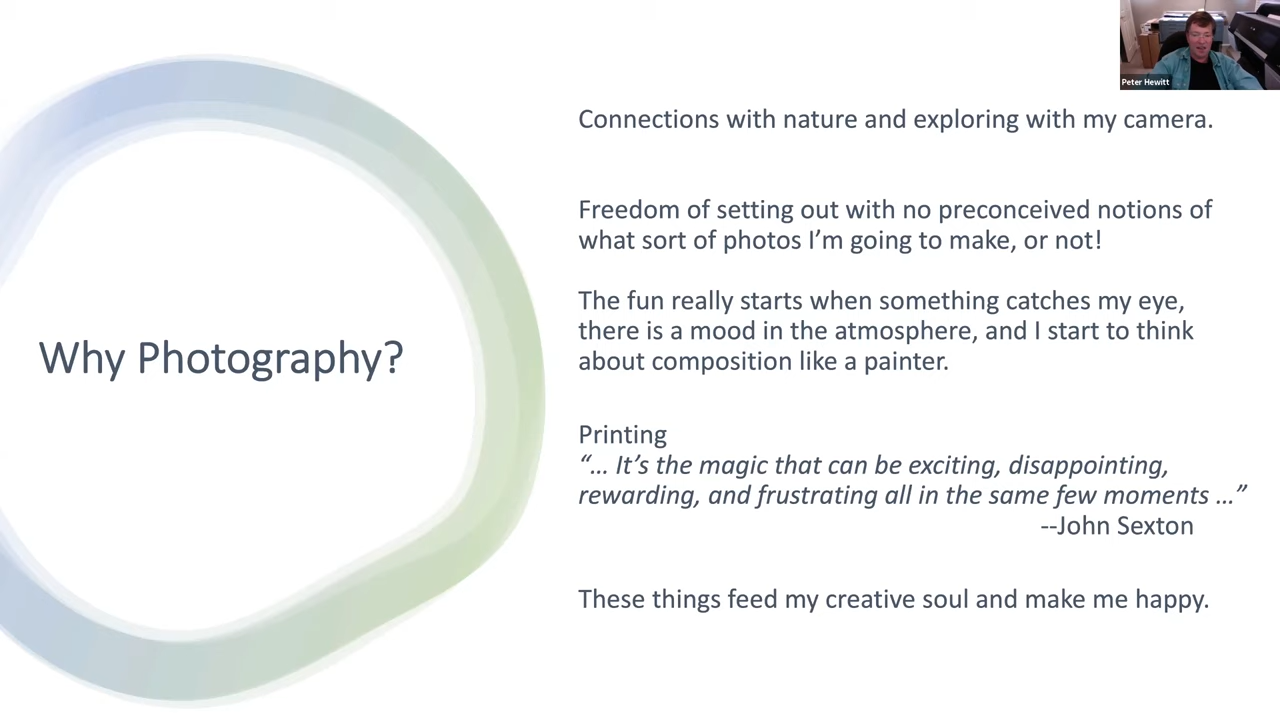 Peter Hewitt
Why Photography?
Connections with nature and exploring with my camera.
Freedom of setting out with no preconceived notions of
what sort of photos I’m going to make, or not!
The fun really starts when something catches my eye,
there is a mood in the atmosphere, and I start to think
about composition like a painter.
Printing
“… It’s the magic that can be exciting, disappointing,
rewarding, and frustrating all in the same few moments …”
--John Sexton
These things feed my creative soul and make me happy.